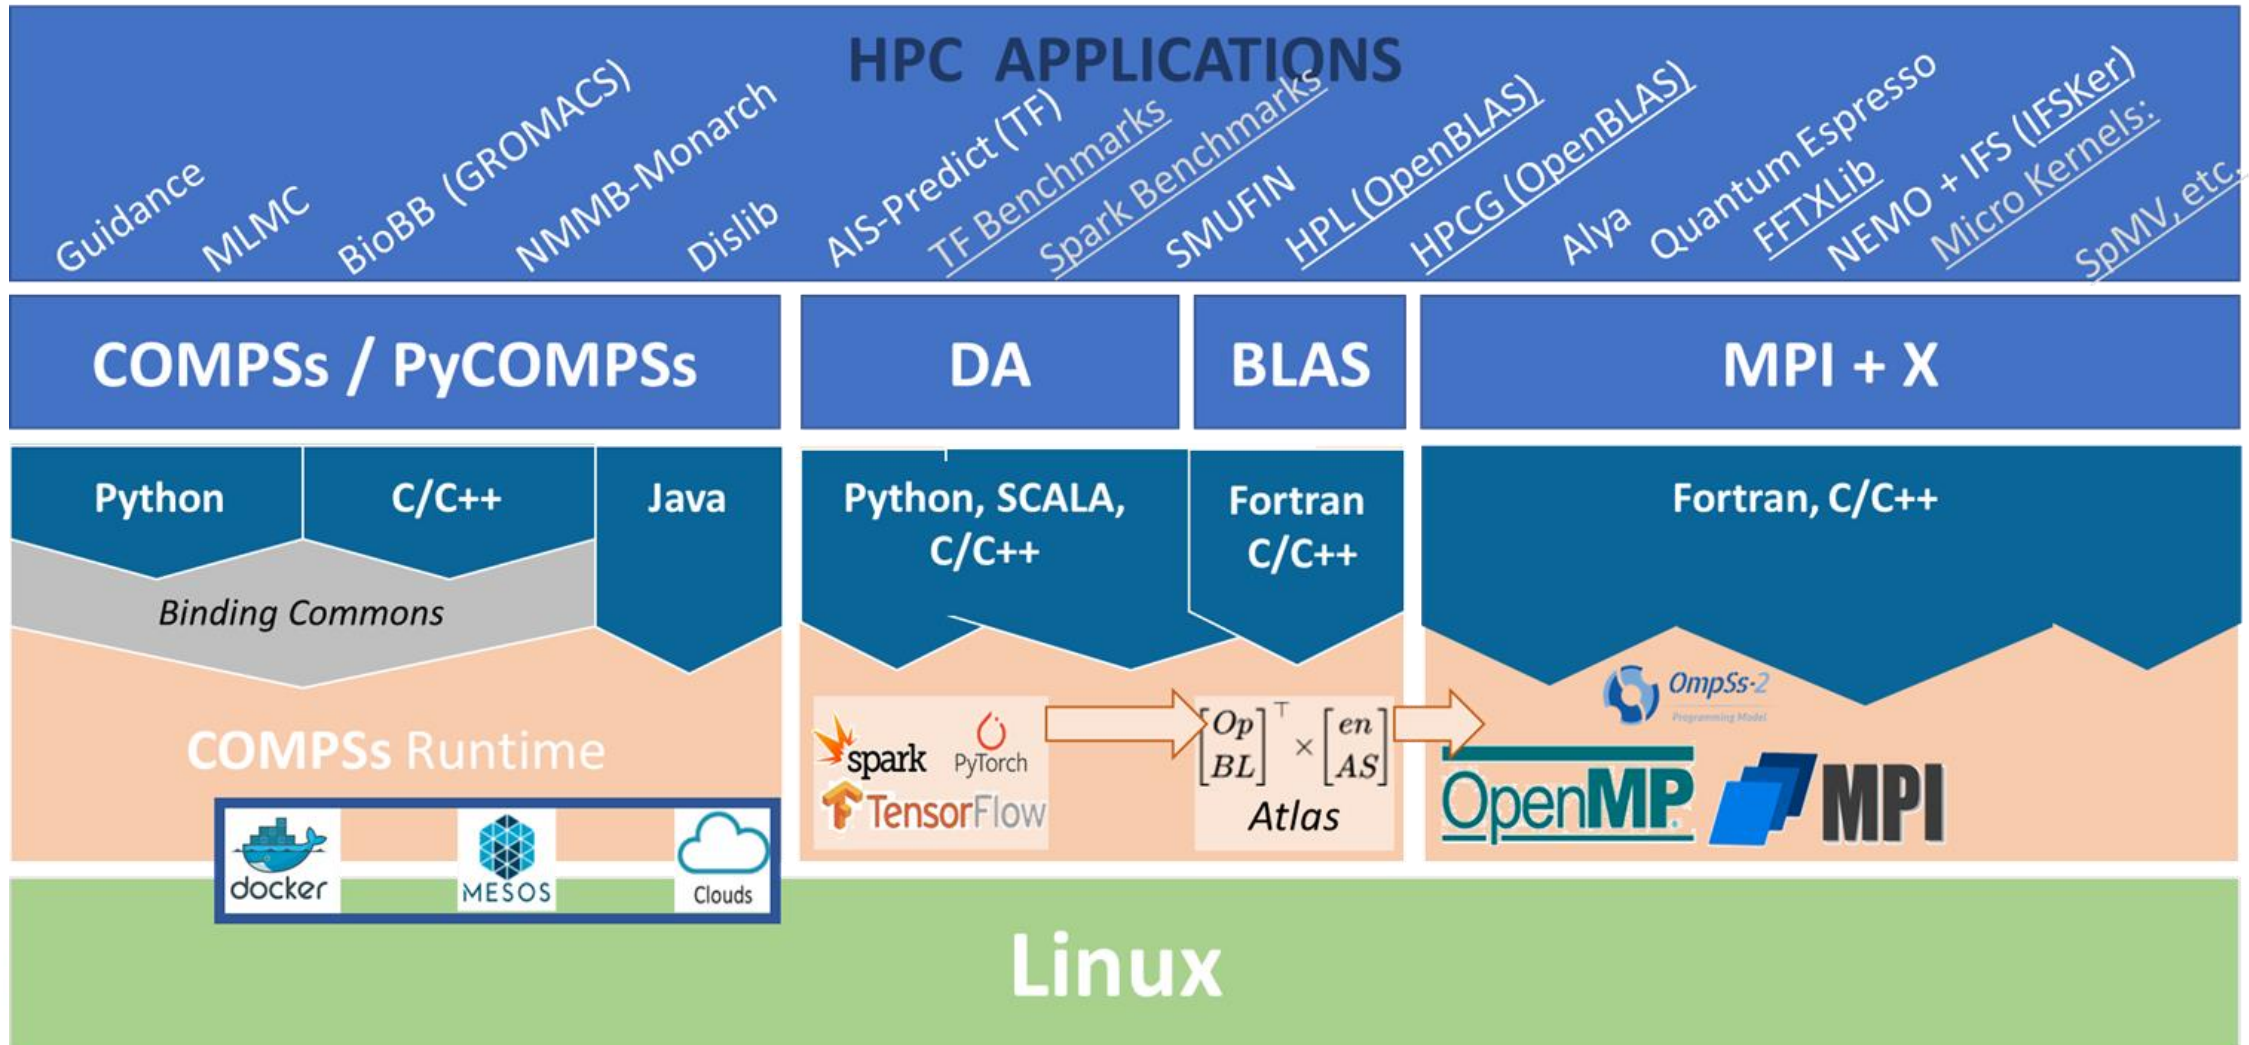 HPC APPLICATIONS
Guidance
MLMC
BioBB (GROMACS)
NMMB-Monarch
Dislib
AIS-Predict (TF)
TF Benchmarks
Spark Benchmarks
SMUFIN
HPL (OpenBLAS)
HPCG (OpenBLAS)
Alya
Quantum Espresso
FFTXLib
NEMO + IFS (IFSKer)
Micro Kernels:
SpMV, etc.
COMPSs / PyCOMPSs
DA
BLAS
MPI + X
Python
C/C++
Java
Binding Commons
COMPSs Runtime
docker
MESOS
Clouds
Python, SCALA,
C/C++
Spark
PyTorch
TensorFlow
Fortran
C/C++
[Op BL]⊤ × [en AS]
Atlas
Fortran, C/C++
OmpSs-2
Programming Model
OpenMP
MPI
Linux